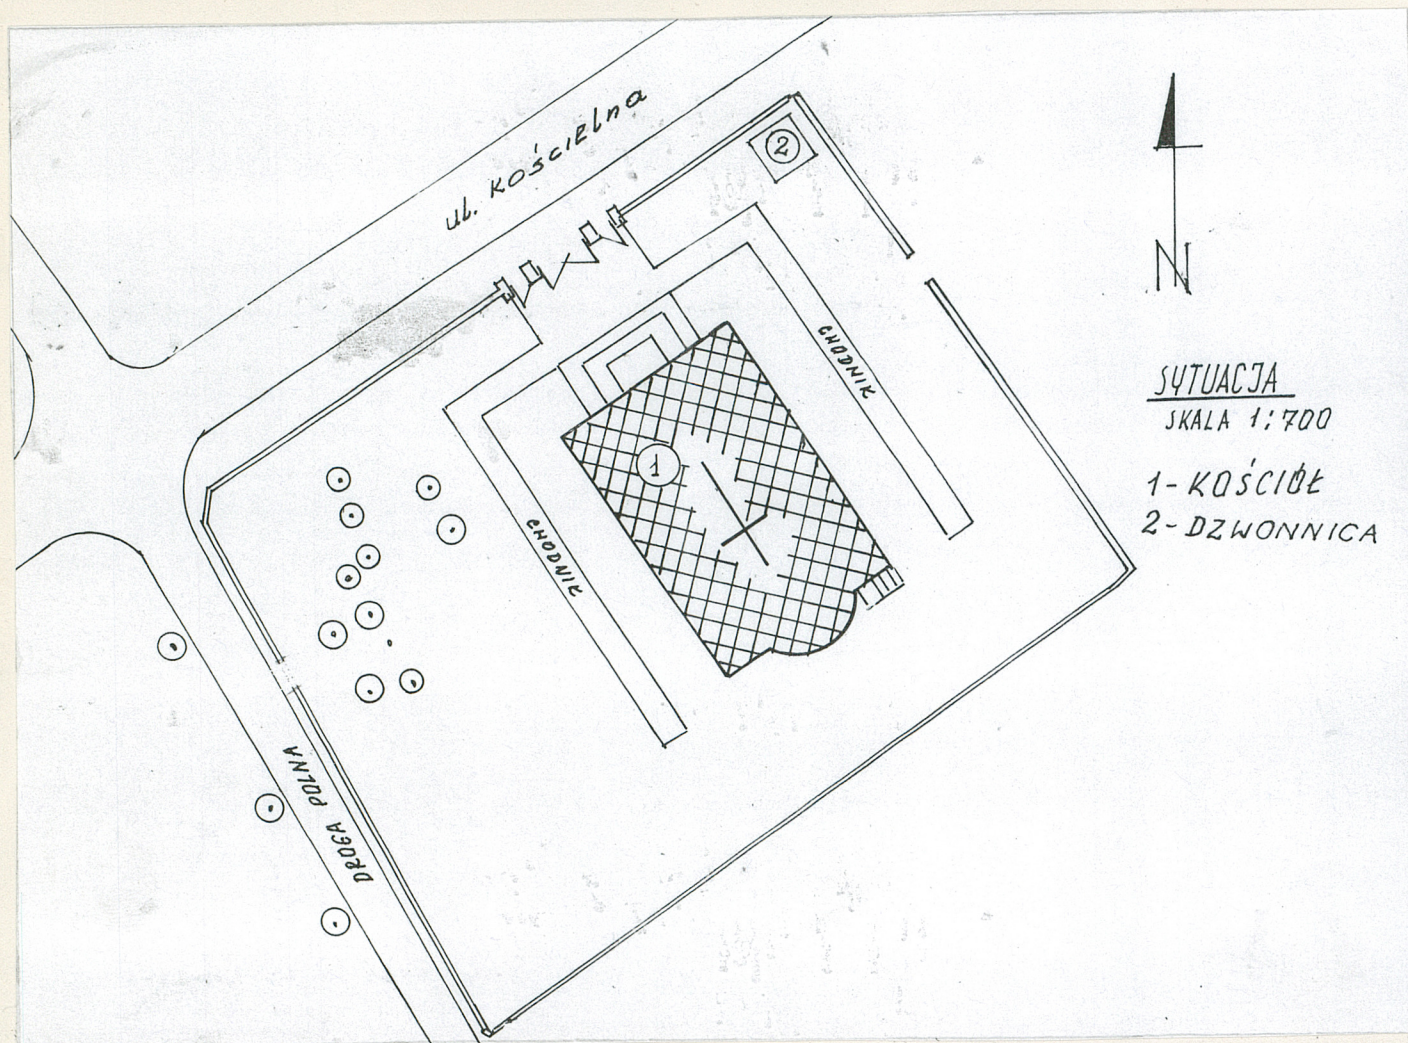 ul. KOŚCIElna
2
N
SYTUACJA
SKALA 1:700
1-KOŚCIÓŁ
2-DZWONNICA
CHODNIK
1
CHODNIK
DROGA POLNA